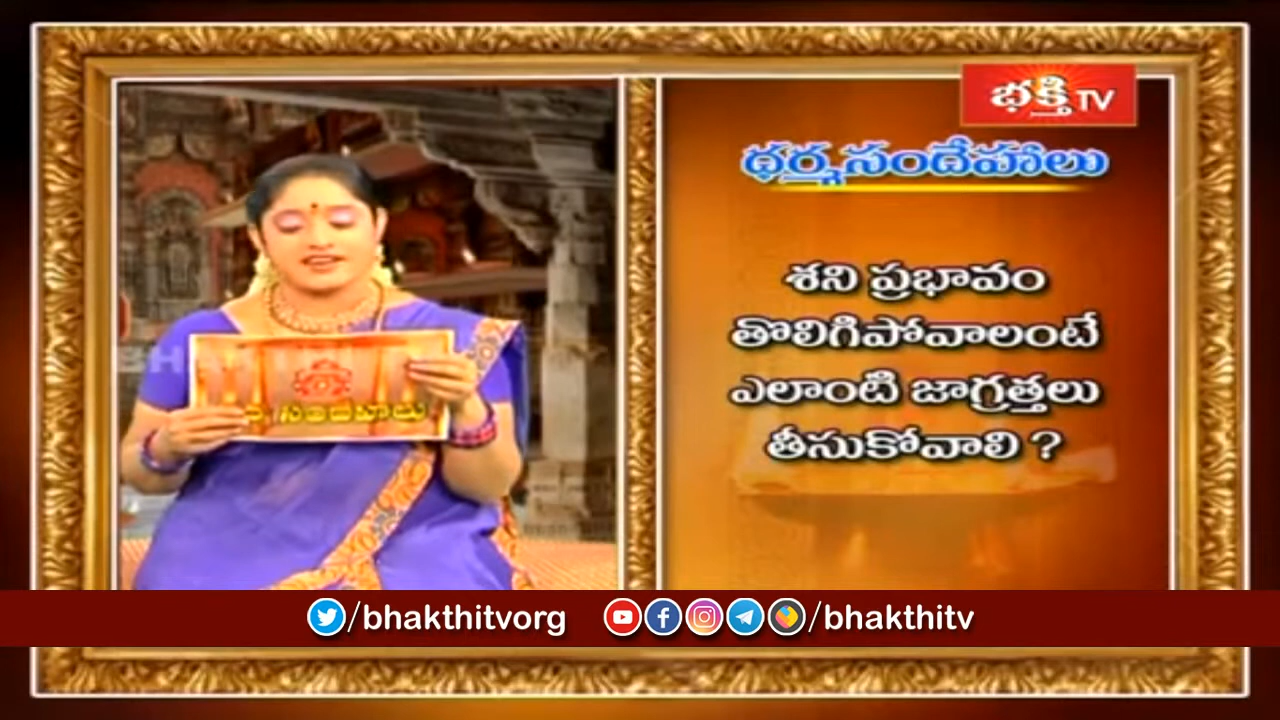 భక్తి TV
ధర్మసందేహాలు
శని ప్రభావం
తొలిగిపోవాలంటే
ఎలాంటి జాగ్రత్తలు
తీసుకోవాలి ?
సందేహాలు
/bhakthitvorg /bhakthitv